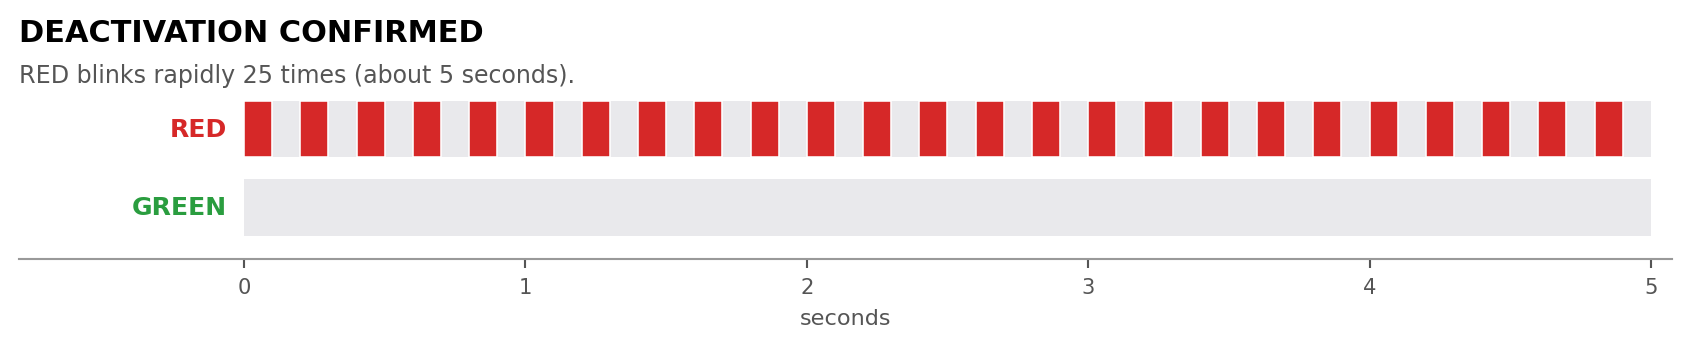 DEACTIVATION CONFIRMED
RED blinks rapidly 25 times (about 5 seconds).
RED
GREEN
0 1 2 3 4 5
seconds